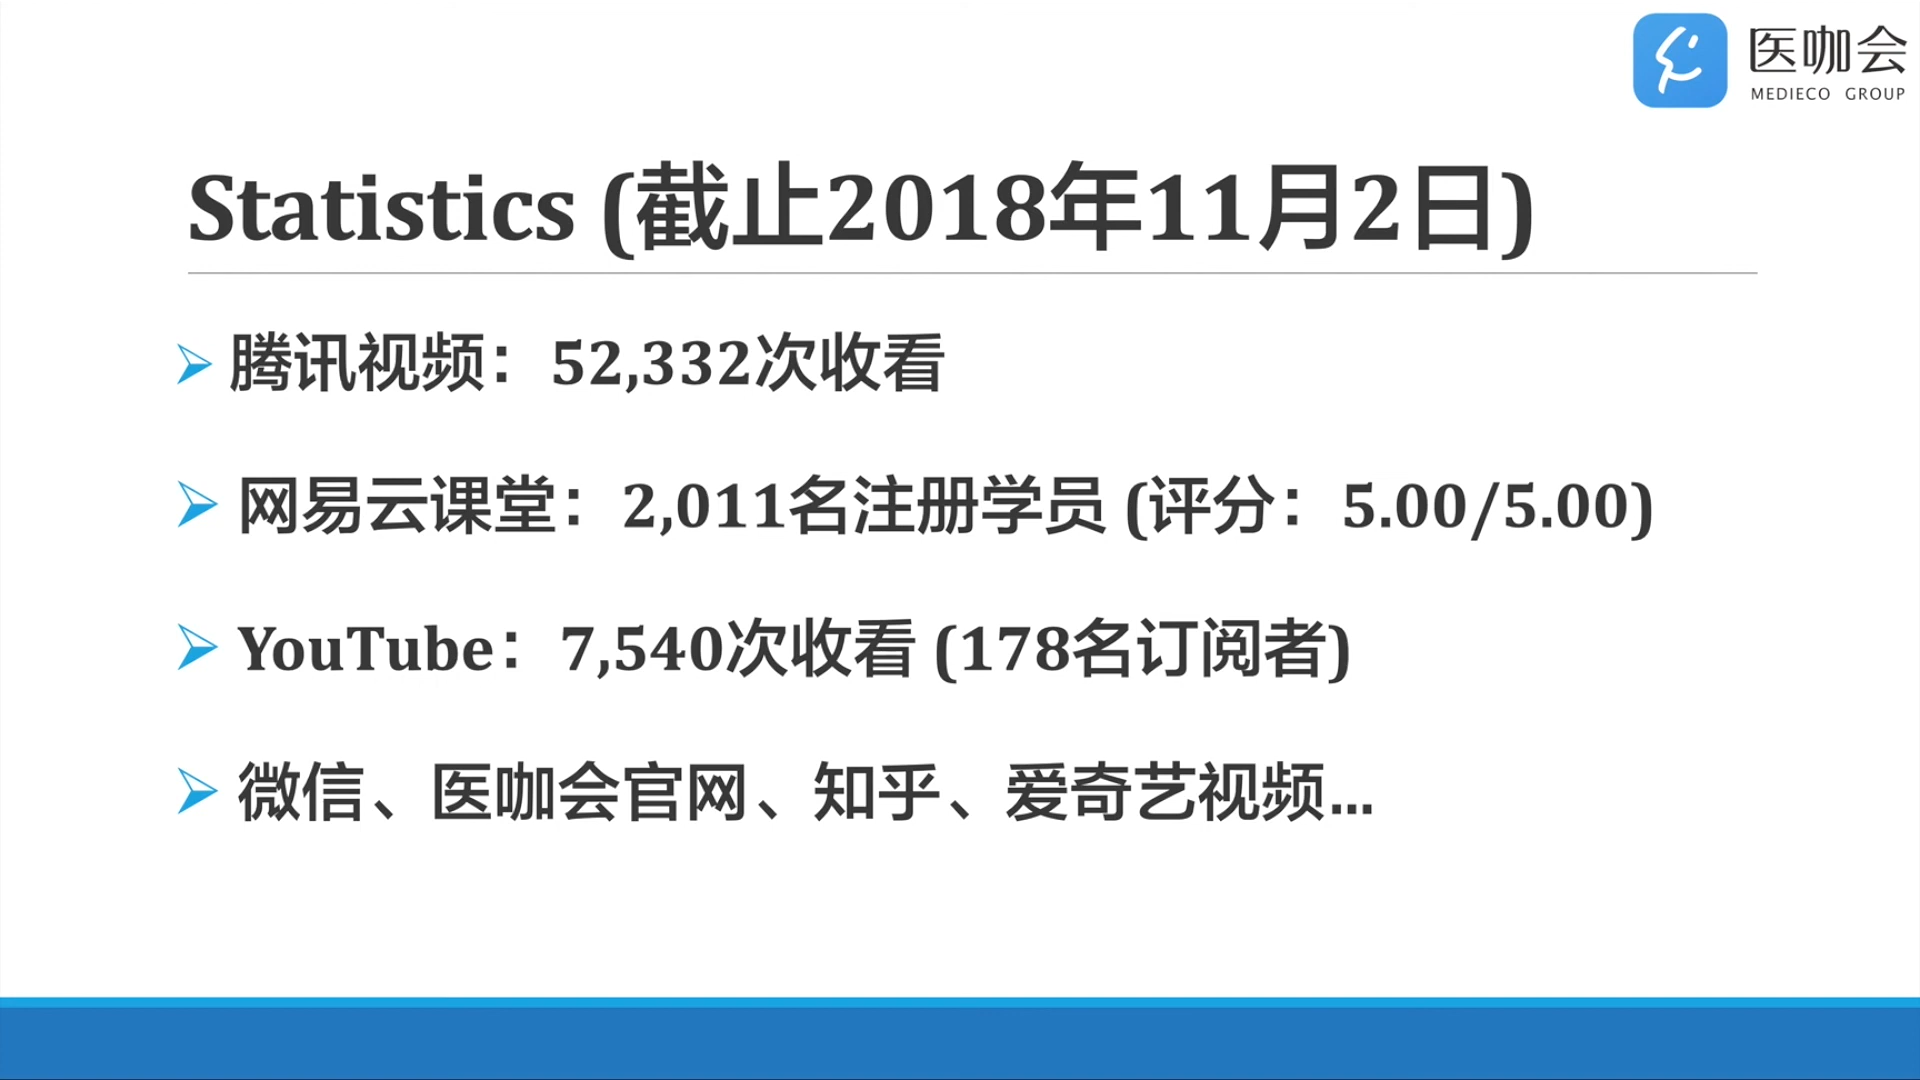 医咖会
MEDIECO GROUP
Statistics (截止2018年11月2日)
腾讯视频：52,332次收看
网易云课堂：2,011名注册学员 (评分：5.00/5.00)
YouTube：7,540次收看 (178名订阅者)
微信、医咖会官网、知乎、爱奇艺视频...